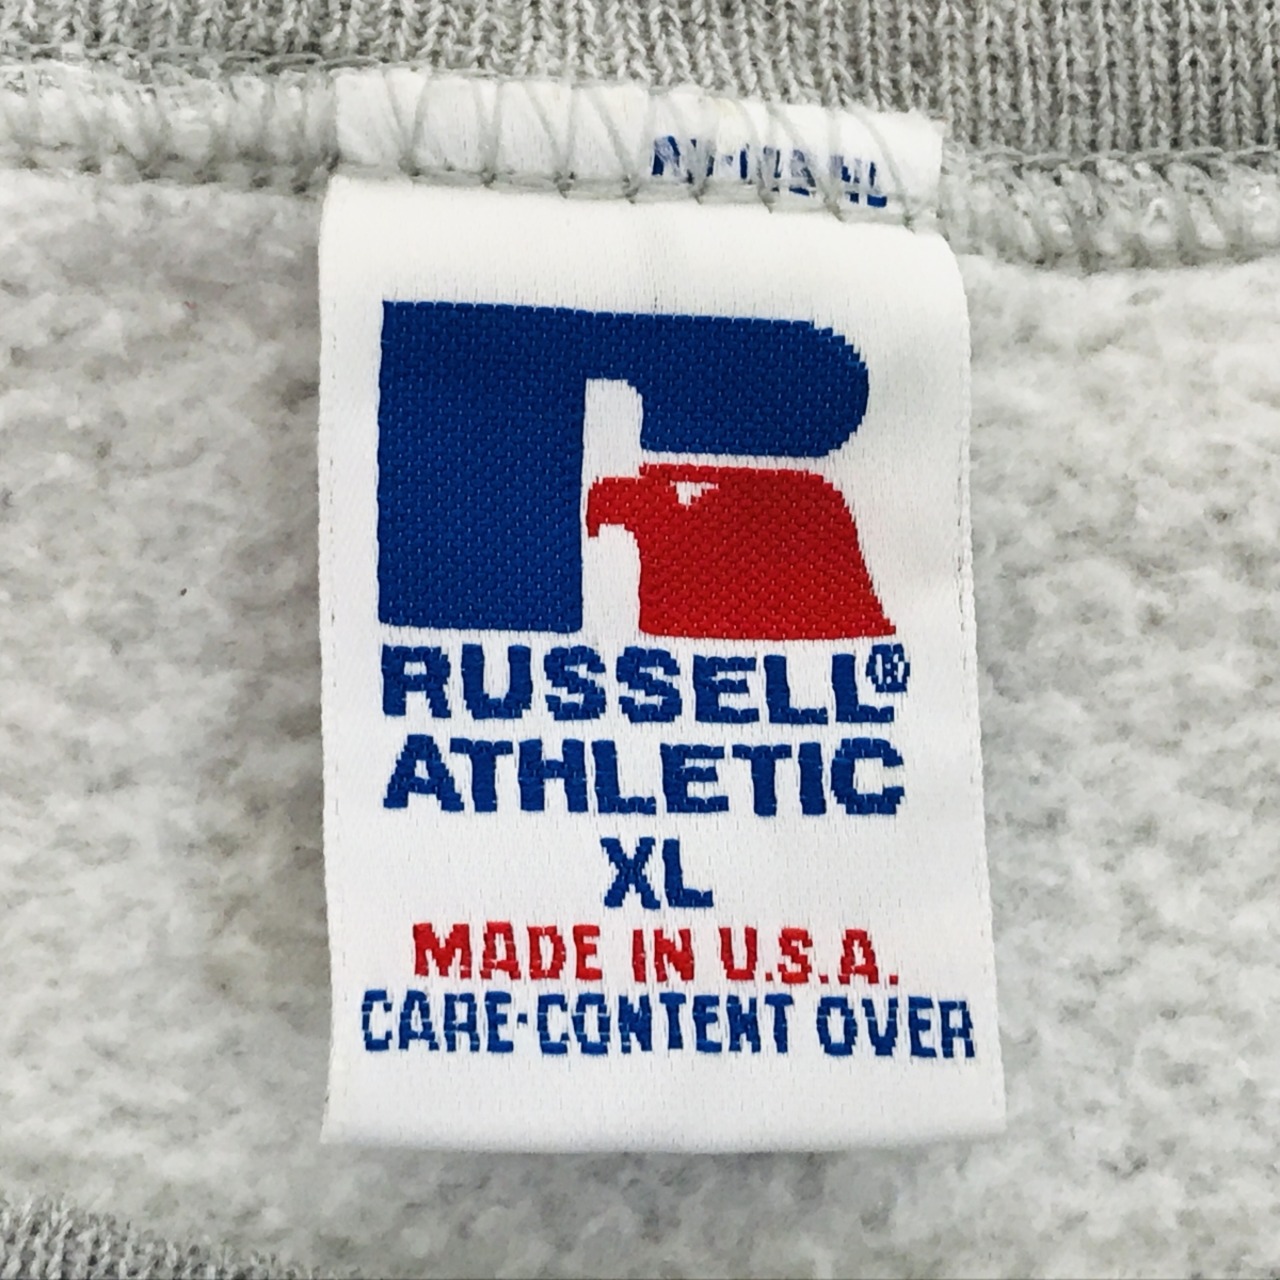 RUSSELL®
ATHLETIC
XL
MADE IN U.S.A.
CARE-CONTENT OVER